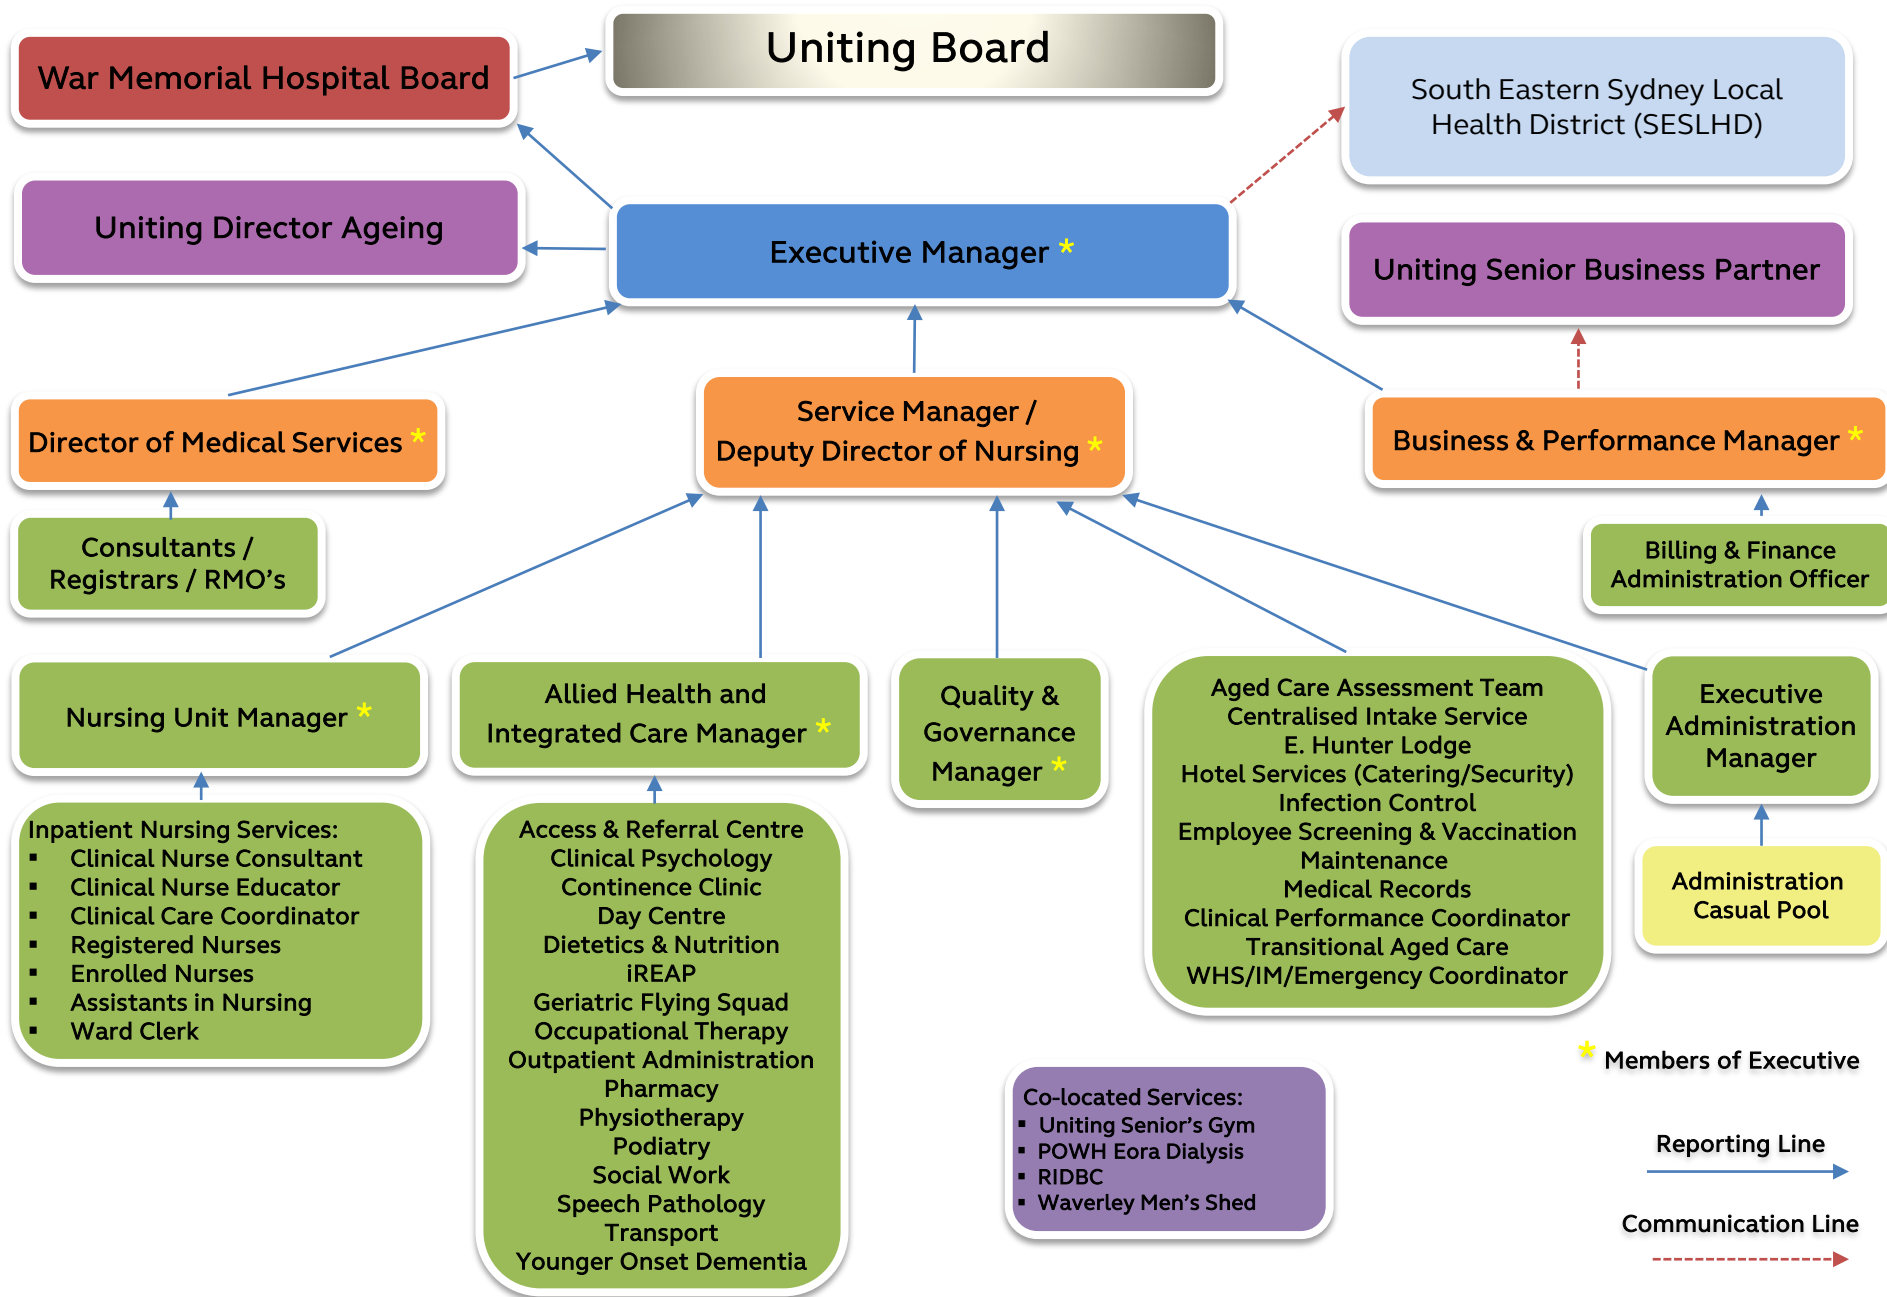 Uniting Board
War Memorial Hospital Board
South Eastern Sydney Local
Health District (SESLHD)
Uniting Director Ageing
Executive Manager *
Uniting Senior Business Partner
Director of Medical Services *
Service Manager /
Deputy Director of Nursing *
Business & Performance Manager *
Consultants /
Registrars / RMO’s
Billing & Finance
Administration Officer
Nursing Unit Manager *
Allied Health and
Integrated Care Manager *
Quality &
Governance
Manager *
Aged Care Assessment Team
Centralised Intake Service
E. Hunter Lodge
Hotel Services (Catering/Security)
Infection Control
Employee Screening & Vaccination
Maintenance
Medical Records
Clinical Performance Coordinator
Transitional Aged Care
WHS/IM/Emergency Coordinator
Executive
Administration
Manager
Inpatient Nursing Services:
▪ Clinical Nurse Consultant
▪ Clinical Nurse Educator
▪ Clinical Care Coordinator
▪ Registered Nurses
▪ Enrolled Nurses
▪ Assistants in Nursing
▪ Ward Clerk
Access & Referral Centre
Clinical Psychology
Continence Clinic
Day Centre
Dietetics & Nutrition
iREAP
Geriatric Flying Squad
Occupational Therapy
Outpatient Administration
Pharmacy
Physiotherapy
Podiatry
Social Work
Speech Pathology
Transport
Younger Onset Dementia
Administration
Casual Pool
Co-located Services:
▪ Uniting Senior’s Gym
▪ POWH Eora Dialysis
▪ RIDBC
▪ Waverley Men’s Shed
* Members of Executive
Reporting Line
Communication Line